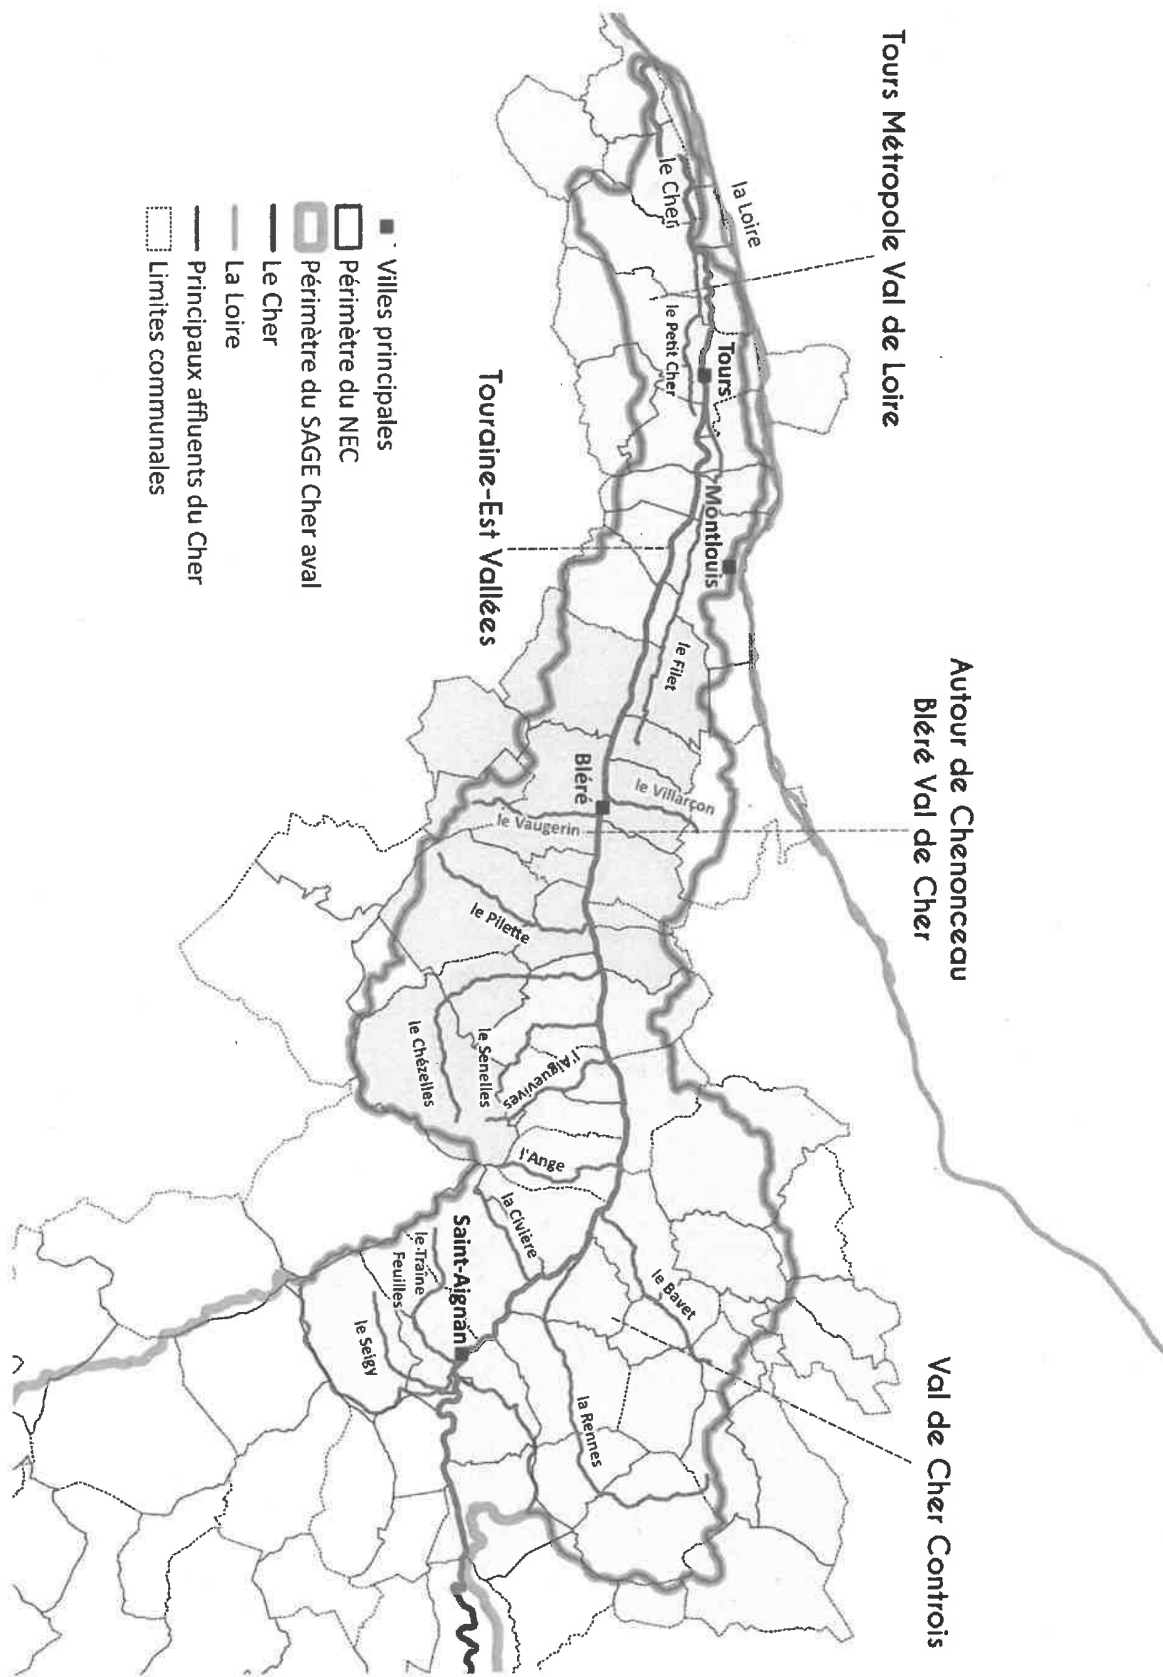 Tours Métropole Val de Loire
Autour de Chenonceau
Bléré Val de Cher
Val de Cher Controis
la Loire
le Cher
Tours
le Petit Cher
Montlouis
le Filet
le Villarçon
Bléré
le Vaugerin
le Pilette
le Chézelles
le Senelles
l'Aiguevives
l'Ange
la Civière
le Bavet
la Rennes
Saint-Aignan
le Traîne
Feuilles
le Seigy
Touraine-Est Vallées
Villes principales
Périmètre du NEC
Périmètre du SAGE Cher aval
Le Cher
La Loire
Principaux affluents du Cher
Limites communales